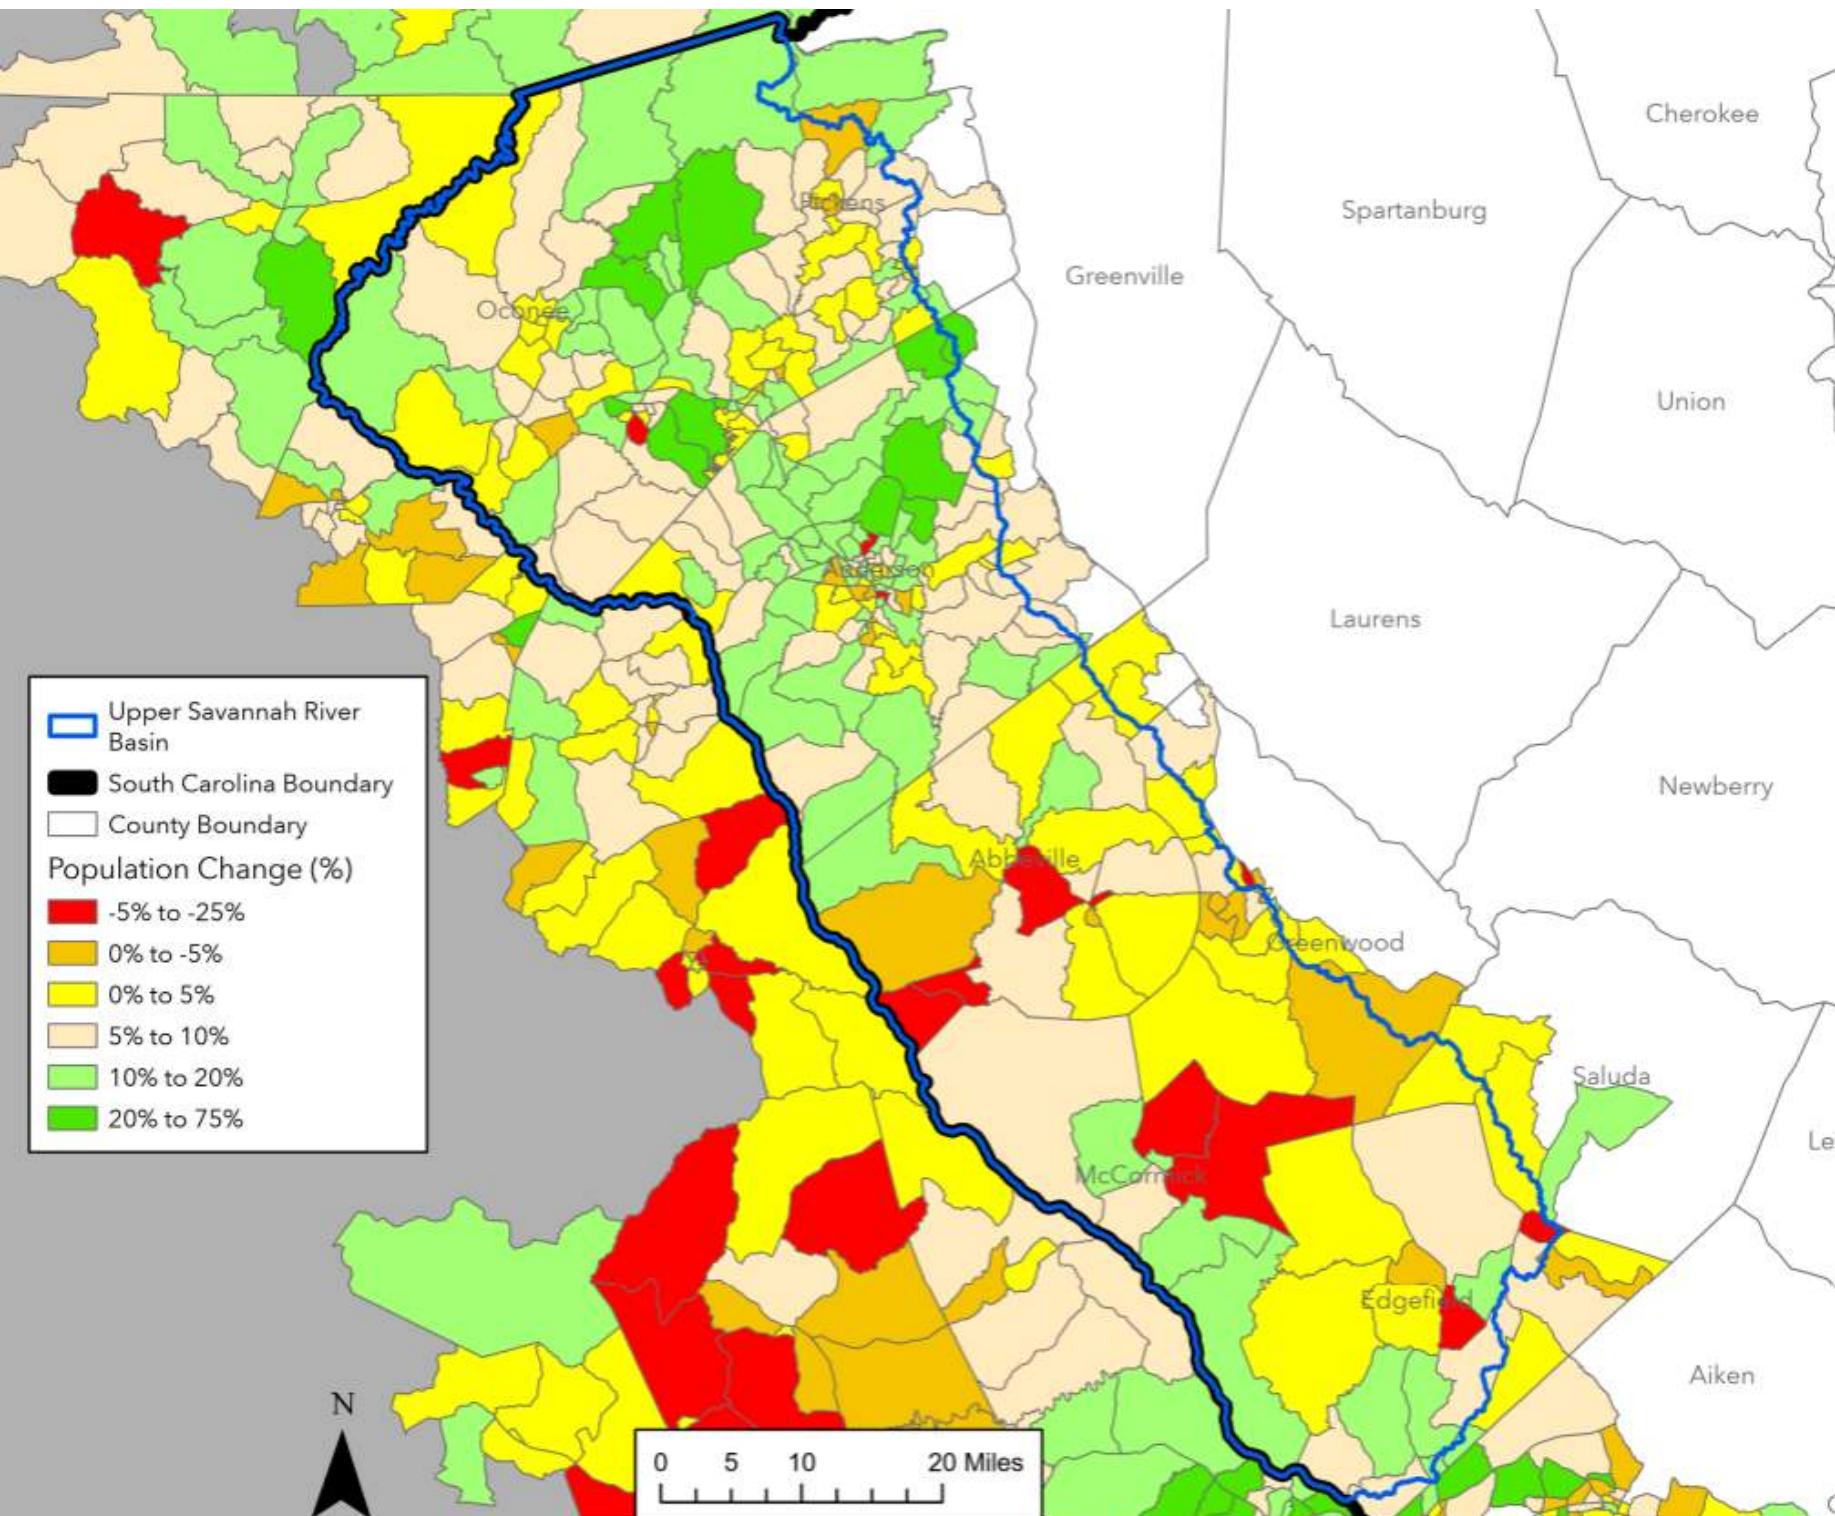 Cherokee
Pickens
Spartanburg
Greenville
Oconee
Union
Anderson
Laurens
Upper Savannah River
Basin
South Carolina Boundary
County Boundary
Population Change (%)
-5% to -25%
0% to -5%
0% to 5%
5% to 10%
10% to 20%
20% to 75%
Newberry
Abbeville
Greenwood
Saluda
Le
McCormick
Edgefield
Aiken
N
0 5 10 20 Miles